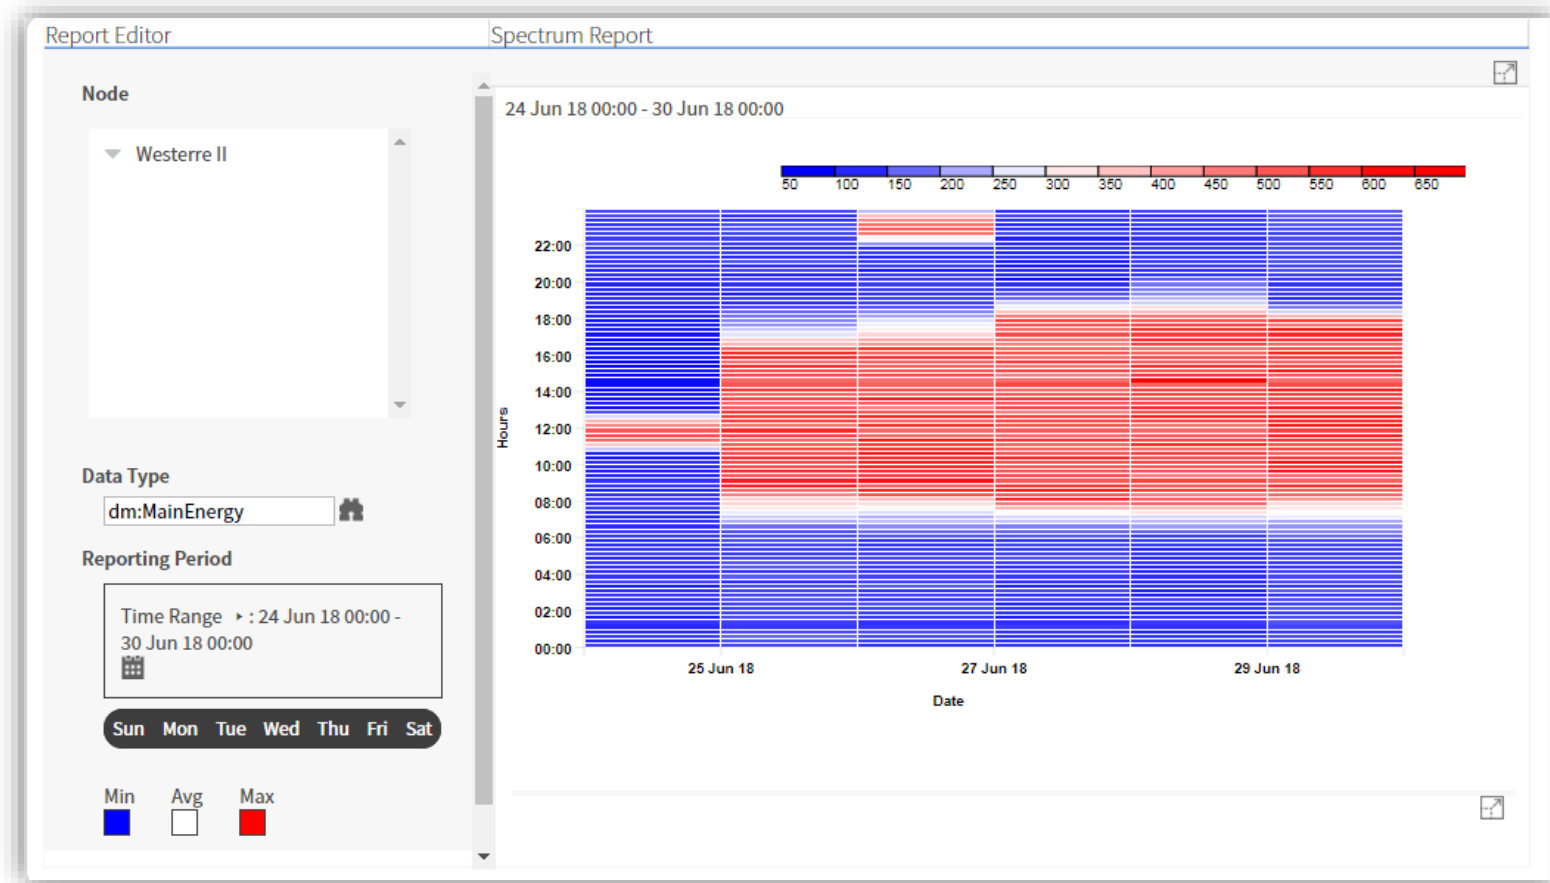 Report Editor
Spectrum Report
Node
Westerre II
Data Type
dm:MainEnergy
Reporting Period
Time Range ‣ : 24 Jun 18 00:00 -
30 Jun 18 00:00
Sun Mon Tue Wed Thu Fri Sat
Min Avg Max
24 Jun 18 00:00 - 30 Jun 18 00:00
50 100 150 200 250 300 350 400 450 500 550 600 650
Hours
22:00
20:00
18:00
16:00
14:00
12:00
10:00
08:00
06:00
04:00
02:00
00:00
25 Jun 18 27 Jun 18 29 Jun 18
Date